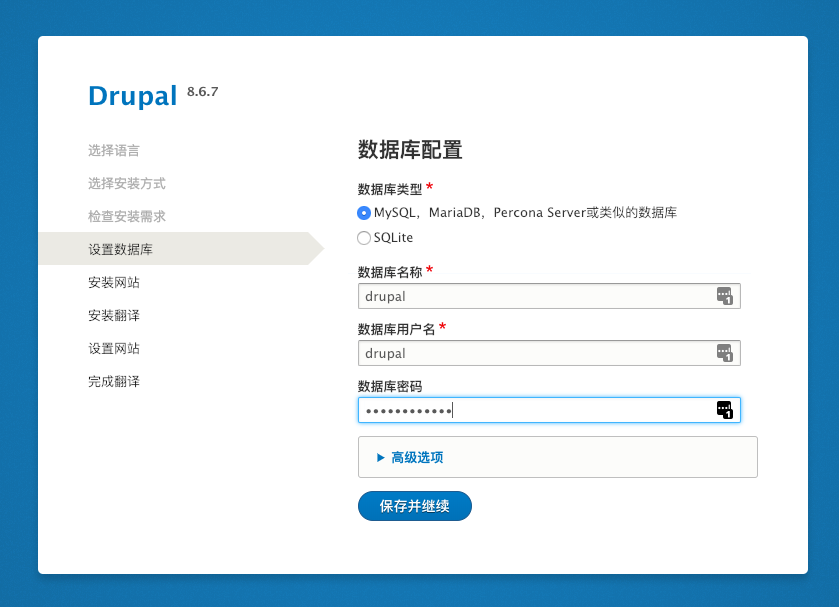 Drupal 8.6.7
选择语言
选择安装方式
检查安装需求
设置数据库
安装网站
安装翻译
设置网站
完成翻译
数据库配置
数据库类型*
MySQL，MariaDB，Percona Server或类似的数据库
SQLite
数据库名称*
drupal
数据库用户名*
drupal
数据库密码
••••••••••••
高级选项
保存并继续